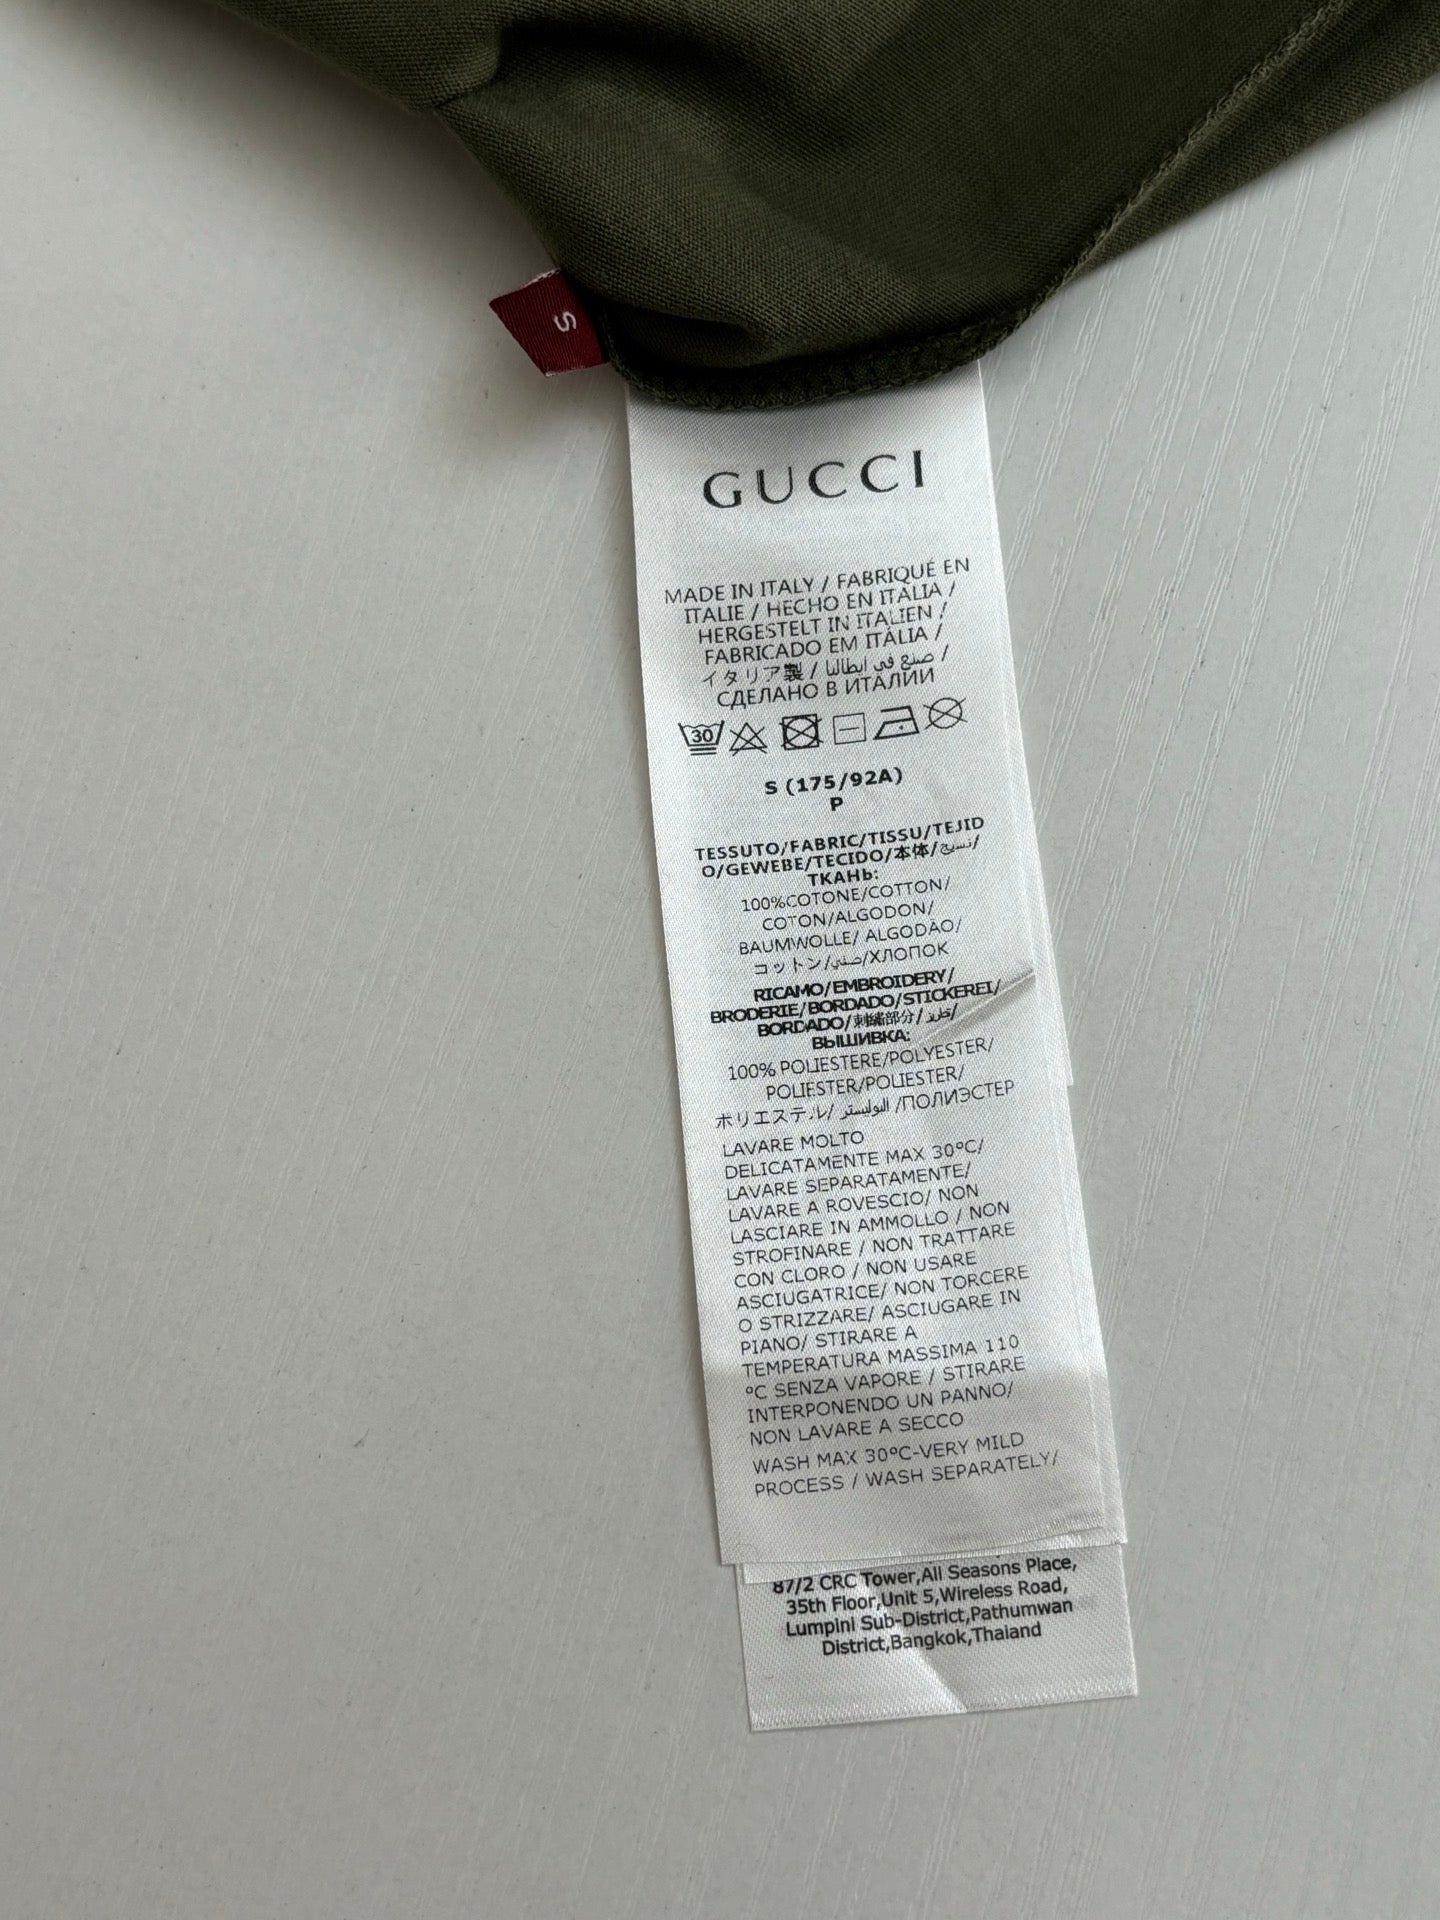 S
GUCCI
MADE IN ITALY / FABRIQUÉ EN
ITALIE / HECHO EN ITALIA /
HERGESTELT IN ITALIEN /
FABRICADO EM ITÁLIA /
イタリア製 / صنع في ايطاليا /
СДЕЛАНО В ИТАЛИИ
30
S (175/92A)
P
TESSUTO/FABRIC/TISSU/TEJID
O/GEWEBE/TECIDO/本体/نسيج/
ТКАНЬ:
100%COTONE/COTTON/
COTON/ALGODON/
BAUMWOLLE/ ALGODÃO/
コットン/صنى/ХЛОПОК
RICAMO/EMBROIDERY/
BRODERIE/BORDADO/STICKEREI/
BORDADO/刺繍部分/تطريز/
ВЫШИВКА:
100% POLIESTERE/POLYESTER/
POLIESTER/POLIESTER/
ポリエステル/ البوليستر /ПОЛИЭСТЕР
LAVARE MOLTO
DELICATAMENTE MAX 30°C/
LAVARE SEPARATAMENTE/
LAVARE A ROVESCIO/ NON
LASCIARE IN AMMOLLO / NON
STROFINARE / NON TRATTARE
CON CLORO / NON USARE
ASCIUGATRICE/ NON TORCERE
O STRIZZARE/ ASCIUGARE IN
PIANO/ STIRARE A
TEMPERATURA MASSIMA 110
°C SENZA VAPORE / STIRARE
INTERPONENDO UN PANNO/
NON LAVARE A SECCO
WASH MAX 30°C-VERY MILD
PROCESS / WASH SEPARATELY/
87/2 CRC Tower,All Seasons Place,
35th Floor,Unit 5,Wireless Road,
Lumpini Sub-District,Pathumwan
District,Bangkok,Thaiand